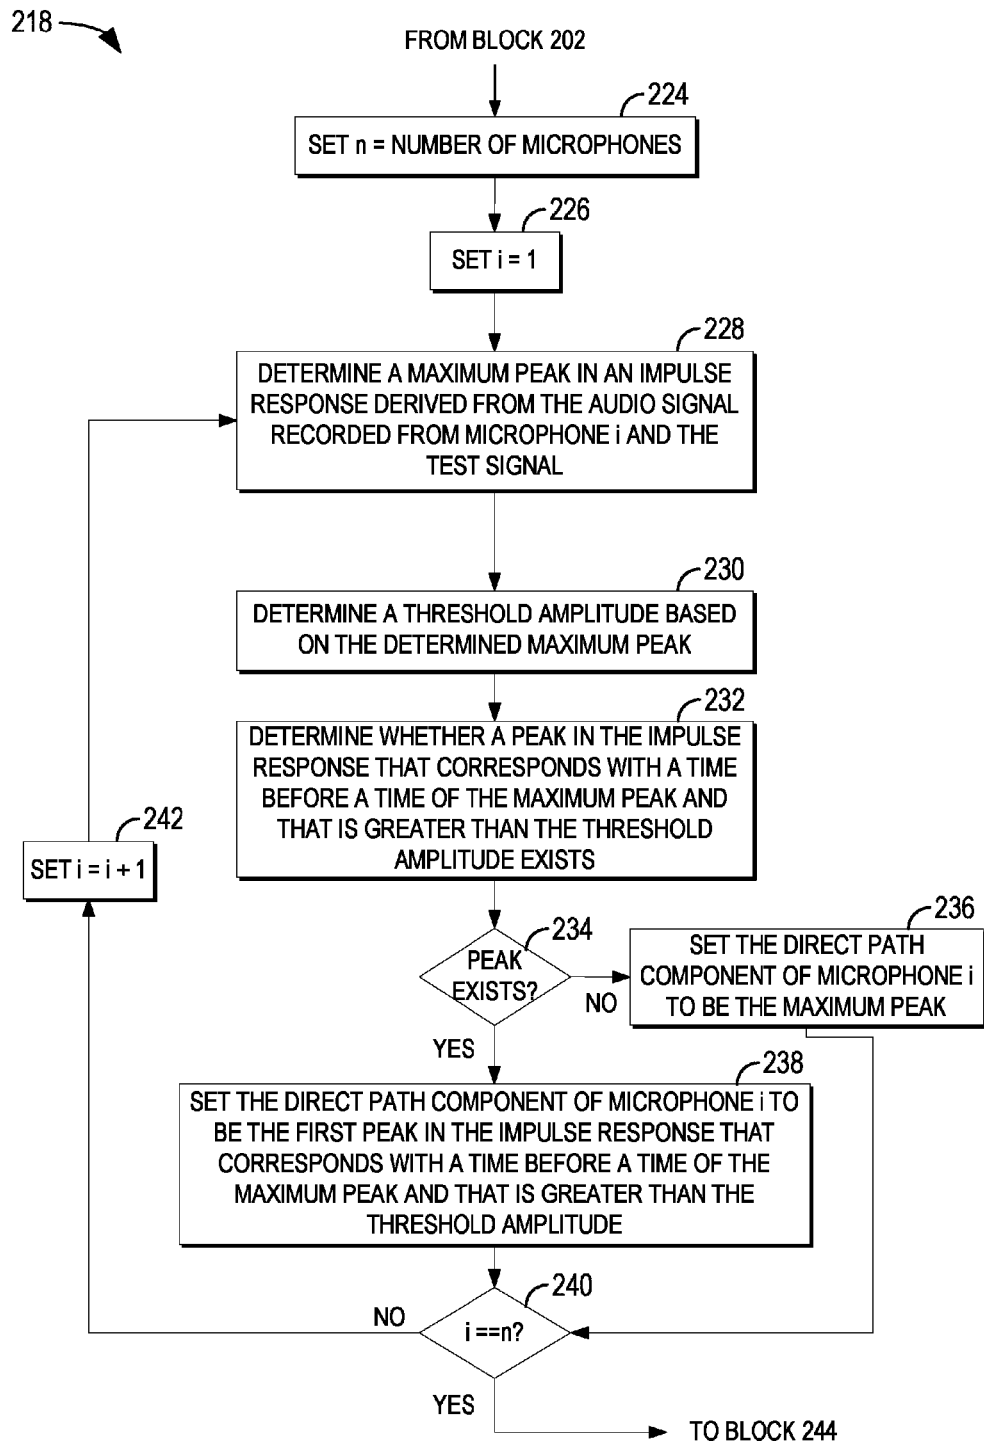 218
FROM BLOCK 202
224
SET n = NUMBER OF MICROPHONES
226
SET i = 1
228
DETERMINE A MAXIMUM PEAK IN AN IMPULSE
RESPONSE DERIVED FROM THE AUDIO SIGNAL
RECORDED FROM MICROPHONE i AND THE
TEST SIGNAL
230
DETERMINE A THRESHOLD AMPLITUDE BASED
ON THE DETERMINED MAXIMUM PEAK
232
DETERMINE WHETHER A PEAK IN THE IMPULSE
RESPONSE THAT CORRESPONDS WITH A TIME
BEFORE A TIME OF THE MAXIMUM PEAK AND
THAT IS GREATER THAN THE THRESHOLD
AMPLITUDE EXISTS
242
SET i = i + 1
234
PEAK
EXISTS?
NO
236
SET THE DIRECT PATH
COMPONENT OF MICROPHONE i
TO BE THE MAXIMUM PEAK
YES
238
SET THE DIRECT PATH COMPONENT OF MICROPHONE i TO
BE THE FIRST PEAK IN THE IMPULSE RESPONSE THAT
CORRESPONDS WITH A TIME BEFORE A TIME OF THE
MAXIMUM PEAK AND THAT IS GREATER THAN THE
THRESHOLD AMPLITUDE
240
i ==n?
NO
YES
TO BLOCK 244